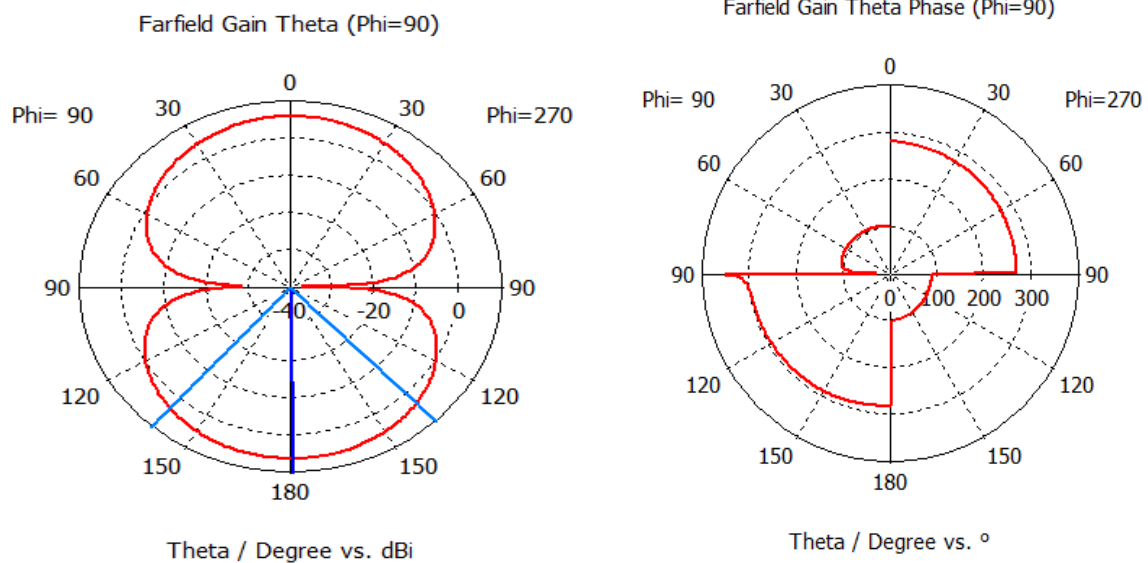 Farfield Gain Theta (Phi=90)
0
Phi= 90 30 30 Phi=270
60 60
90 -40 -20 0 90
120 120
150 150
180
Theta / Degree vs. dBi
Farfield Gain Theta Phase (Phi=90)
0
Phi= 90 30 30 Phi=270
60 60
90 0 100 200 300 90
120 120
150 150
180
Theta / Degree vs. °